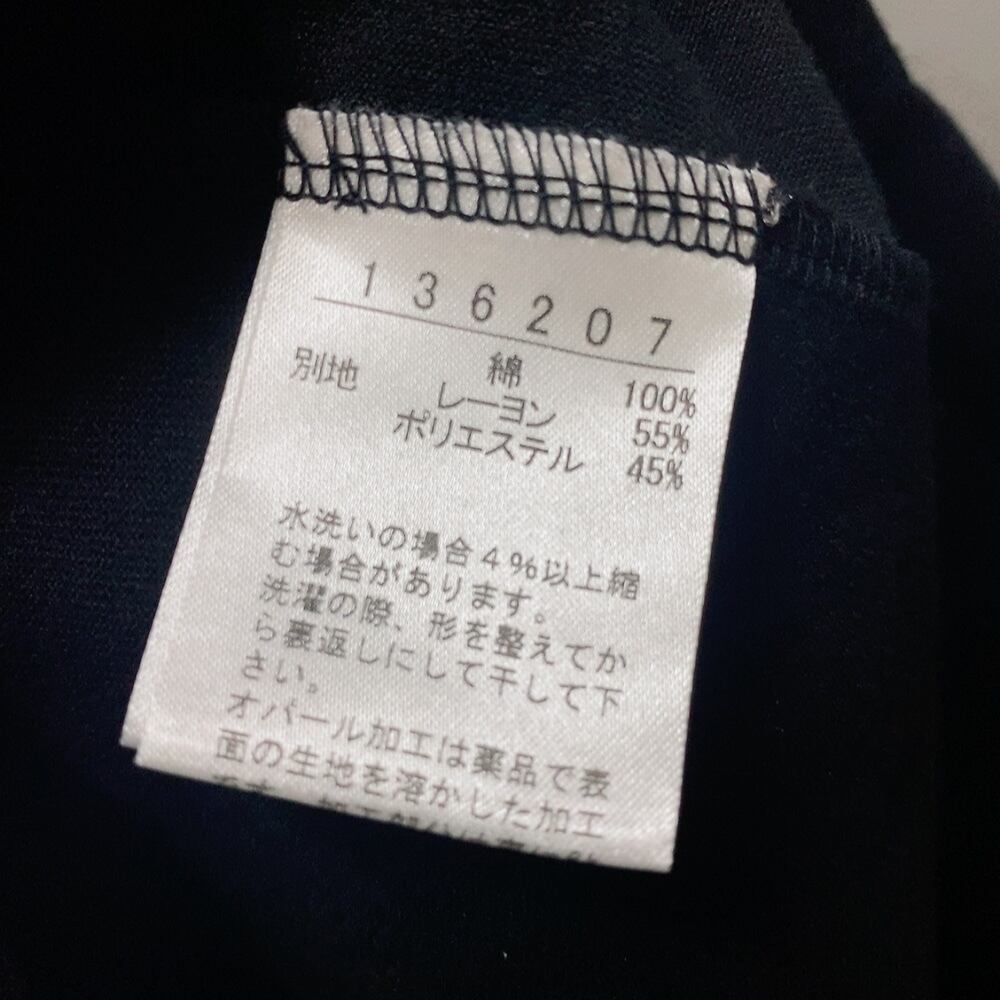 136207
綿 100%
別地 レーヨン 55%
ポリエステル 45%
水洗いの場合4%以上縮
む場合があります。
洗濯の際、形を整えてか
ら裏返しにして干して下
さい。
オパール加工は薬品で表
面の生地を溶かした加工